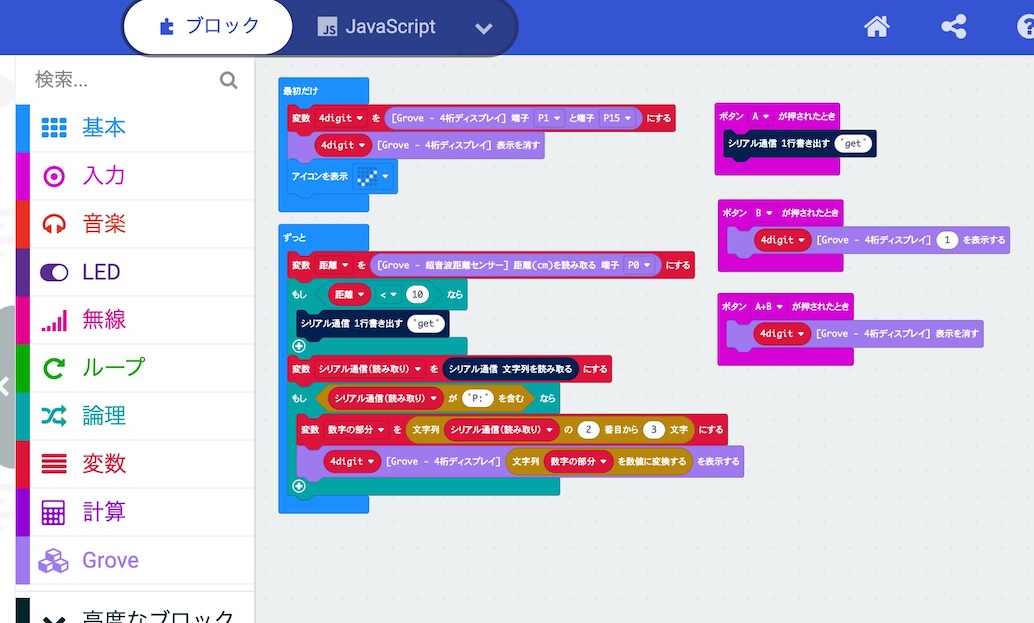 ブロック
JS JavaScript
検索...
基本
入力
音楽
LED
無線
ループ
論理
変数
計算
Grove
高度なブロック
最初だけ
変数 4digit を [Grove - 4桁ディスプレイ] 端子 P1 と端子 P15 にする
4digit [Grove - 4桁ディスプレイ] 表示を消す
アイコンを表示
ずっと
変数 距離 を [Grove - 超音波距離センサー] 距離(cm)を読み取る 端子 P0 にする
もし 距離 < 10 なら
シリアル通信 1行書き出す "get"
変数 シリアル通信(読み取り) を シリアル通信 文字列を読み取る にする
もし シリアル通信(読み取り) が "P:" を含む なら
変数 数字の部分 を 文字列 シリアル通信(読み取り) の 2 番目から 3 文字 にする
4digit [Grove - 4桁ディスプレイ] 文字列 数字の部分 を数値に変換する を表示する
ボタン A が押されたとき
シリアル通信 1行書き出す "get"
ボタン B が押されたとき
4digit [Grove - 4桁ディスプレイ] 1 を表示する
ボタン A+B が押されたとき
4digit [Grove - 4桁ディスプレイ] 表示を消す